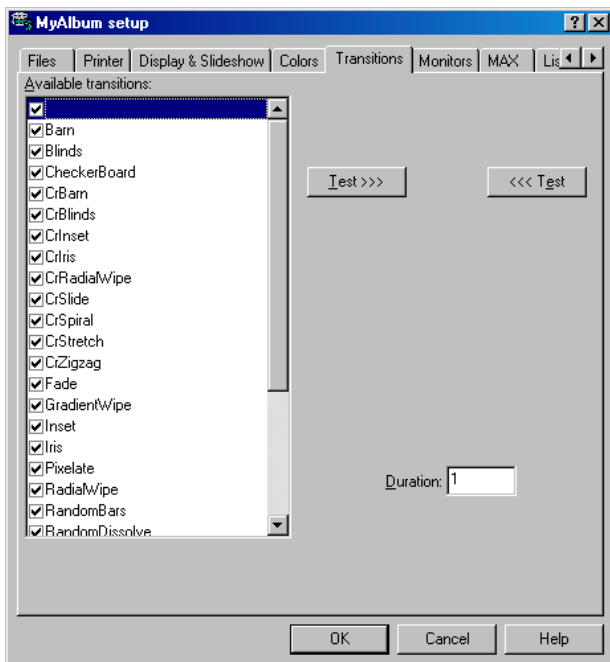 MyAlbum setup
Files Printer Display & Slideshow Colors Transitions Monitors MAX Lis
Available transitions:
Barn
Blinds
CheckerBoard
CrBarn
CrBlinds
CrInset
CrIris
CrRadialWipe
CrSlide
CrSpiral
CrStretch
CrZigzag
Fade
GradientWipe
Inset
Iris
Pixelate
RadialWipe
RandomBars
RandomDissolve
Test >>> <<< Test
Duration: 1
OK Cancel Help